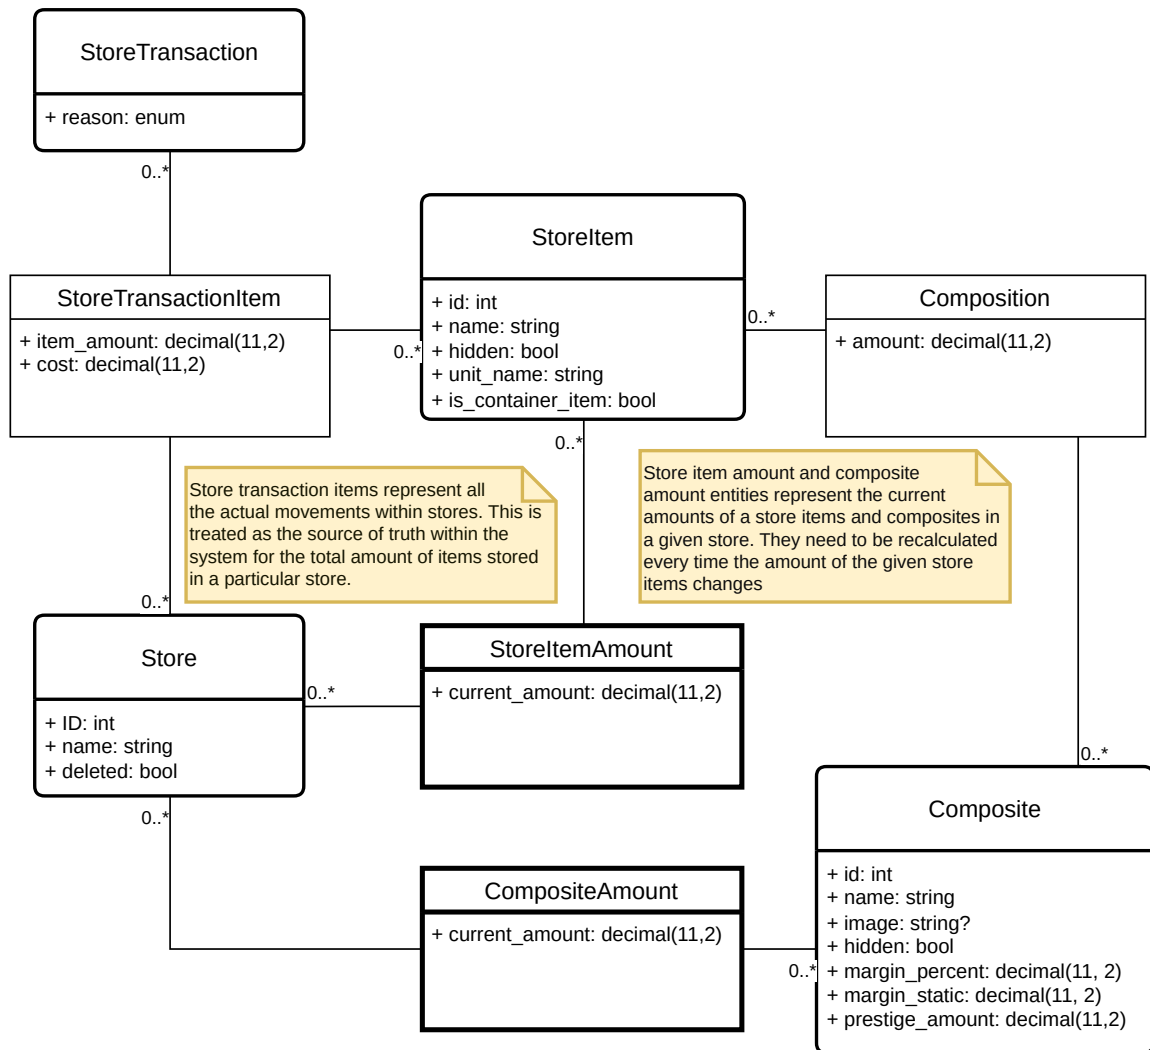 StoreTransaction
+ reason: enum
0..*
StoreItem
+ id: int
+ name: string
+ hidden: bool
+ unit_name: string
+ is_container_item: bool
StoreTransactionItem
+ item_amount: decimal(11,2)
+ cost: decimal(11,2)
0..*
Composition
+ amount: decimal(11,2)
0..*
0..*
Store transaction items represent all
the actual movements within stores. This is
treated as the source of truth within the
system for the total amount of items stored
in a particular store.
Store item amount and composite
amount entities represent the current
amounts of a store items and composites in
a given store. They need to be recalculated
every time the amount of the given store
items changes
0..*
Store
+ ID: int
+ name: string
+ deleted: bool
0..*
StoreItemAmount
+ current_amount: decimal(11,2)
0..*
0..*
Composite
+ id: int
+ name: string
+ image: string?
+ hidden: bool
+ margin_percent: decimal(11, 2)
+ margin_static: decimal(11, 2)
+ prestige_amount: decimal(11,2)
CompositeAmount
+ current_amount: decimal(11,2)
0..*